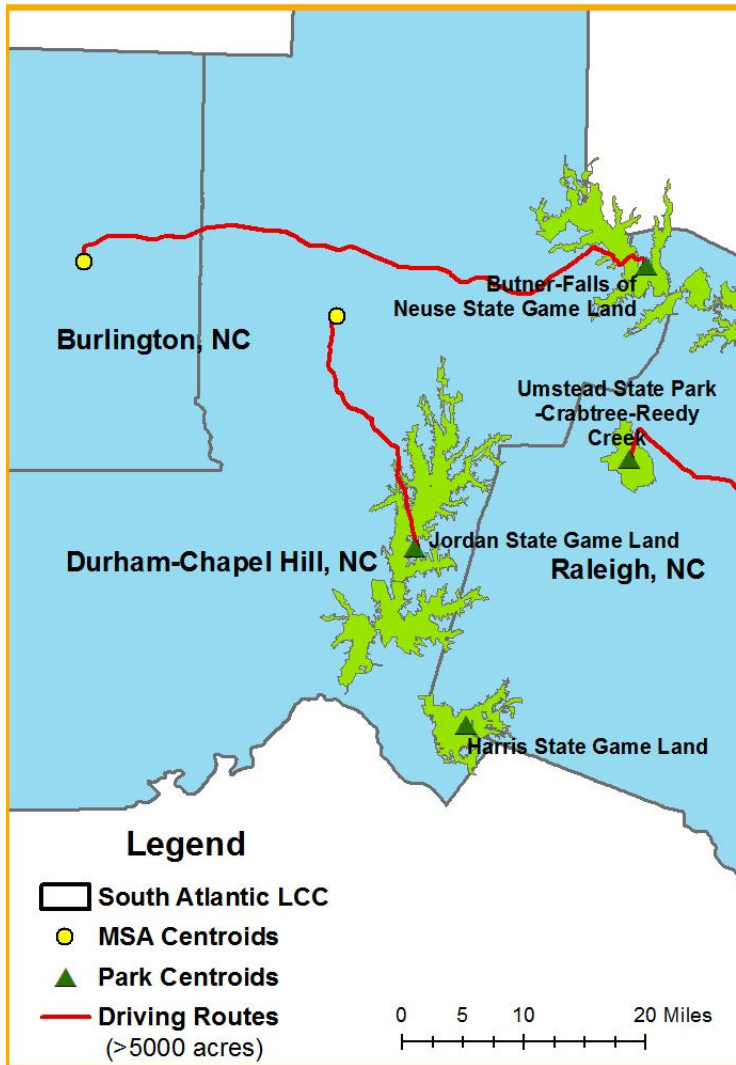 Butner-Falls of
Neuse State Game Land
Burlington, NC
Umstead State Park
-Crabtree-Reedy
Creek
Jordan State Game Land
Durham-Chapel Hill, NC
Raleigh, NC
Harris State Game Land
Legend
South Atlantic LCC
MSA Centroids
Park Centroids
Driving Routes
(>5000 acres)
0 5 10 20 Miles